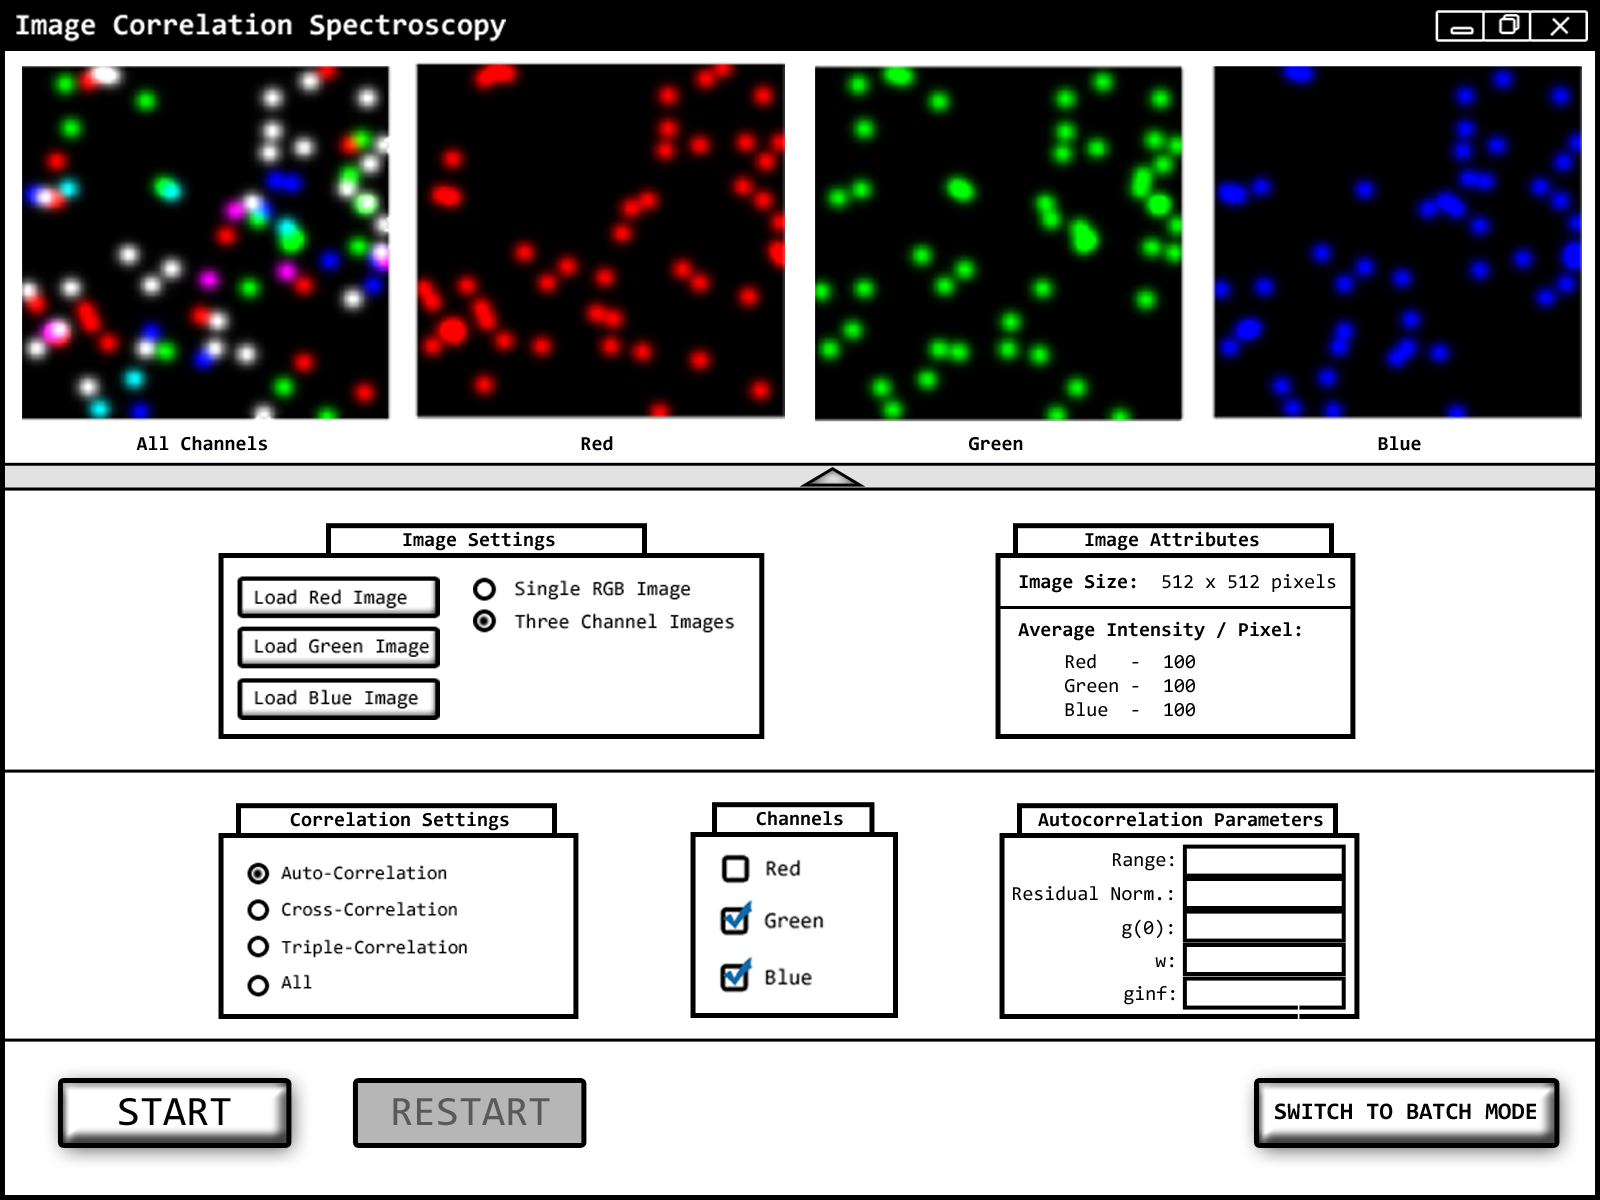 Image Correlation Spectroscopy
All Channels
Red
Green
Blue
Image Settings
Load Red Image
Load Green Image
Load Blue Image
Single RGB Image
Three Channel Images
Image Attributes
Image Size: 512 x 512 pixels
Average Intensity / Pixel:
Red - 100
Green - 100
Blue - 100
Correlation Settings
Auto-Correlation
Cross-Correlation
Triple-Correlation
All
Channels
Red
Green
Blue
Autocorrelation Parameters
Range:
Residual Norm.:
g(0):
w:
ginf:
START
RESTART
SWITCH TO BATCH MODE